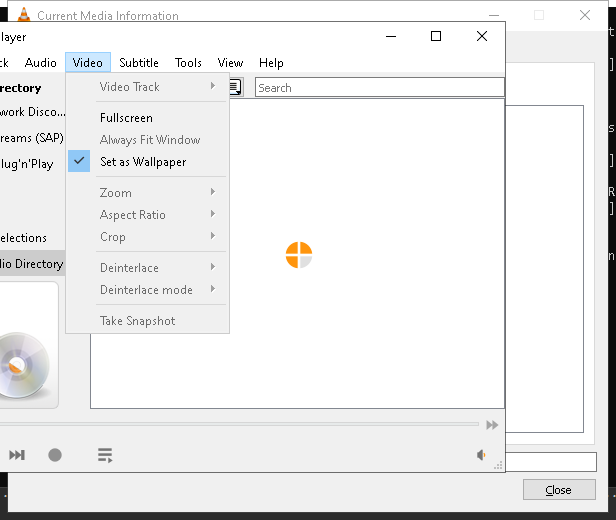 Current Media Information
layer
ck Audio Video Subtitle Tools View Help
irectory
work Disco...
reams (SAP)
lug'n'Play
elections
io Directory
Search
Video Track
Fullscreen
Always Fit Window
Set as Wallpaper
Zoom
Aspect Ratio
Crop
Deinterlace
Deinterlace mode
Take Snapshot
Close
t
]
s
]
R
]
n